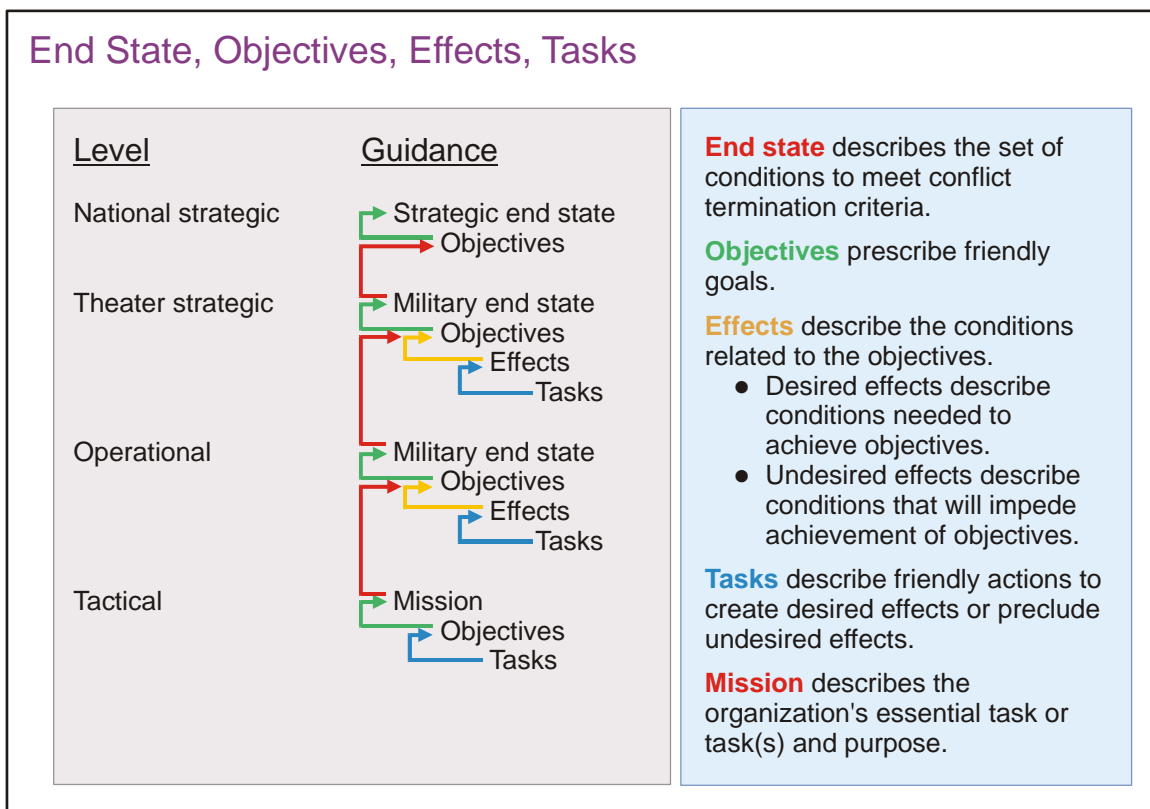 End State, Objectives, Effects, Tasks
Level Guidance
National strategic Strategic end state
Objectives
Theater strategic Military end state
Objectives
Effects
Tasks
Operational Military end state
Objectives
Effects
Tasks
Tactical Mission
Objectives
Tasks
End state describes the set of
conditions to meet conflict
termination criteria.
Objectives prescribe friendly
goals.
Effects describe the conditions
related to the objectives.
● Desired effects describe
conditions needed to
achieve objectives.
● Undesired effects describe
conditions that will impede
achievement of objectives.
Tasks describe friendly actions to
create desired effects or preclude
undesired effects.
Mission describes the
organization's essential task or
task(s) and purpose.